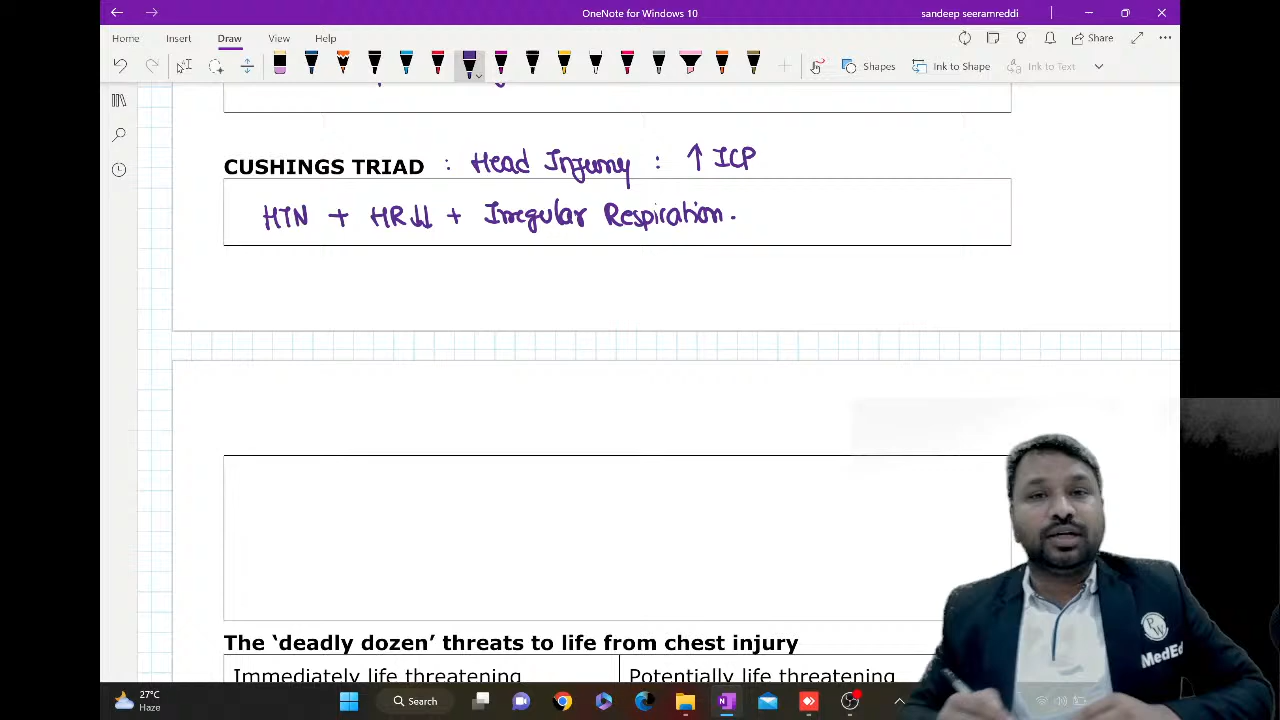 OneNote for Windows 10
sandeep seeramreddi
Home
Insert
Draw
View
Help
Share
Shapes
Ink to Shape
Ink to Text
CUSHINGS TRIAD : Head Injury : ↑ ICP
HTN + HR↓↓ + Irregular Respiration.
The ‘deadly dozen’ threats to life from chest injury
Immediately life threatening
Potentially life threatening
PW
MedEd
27°C
Haze
Search